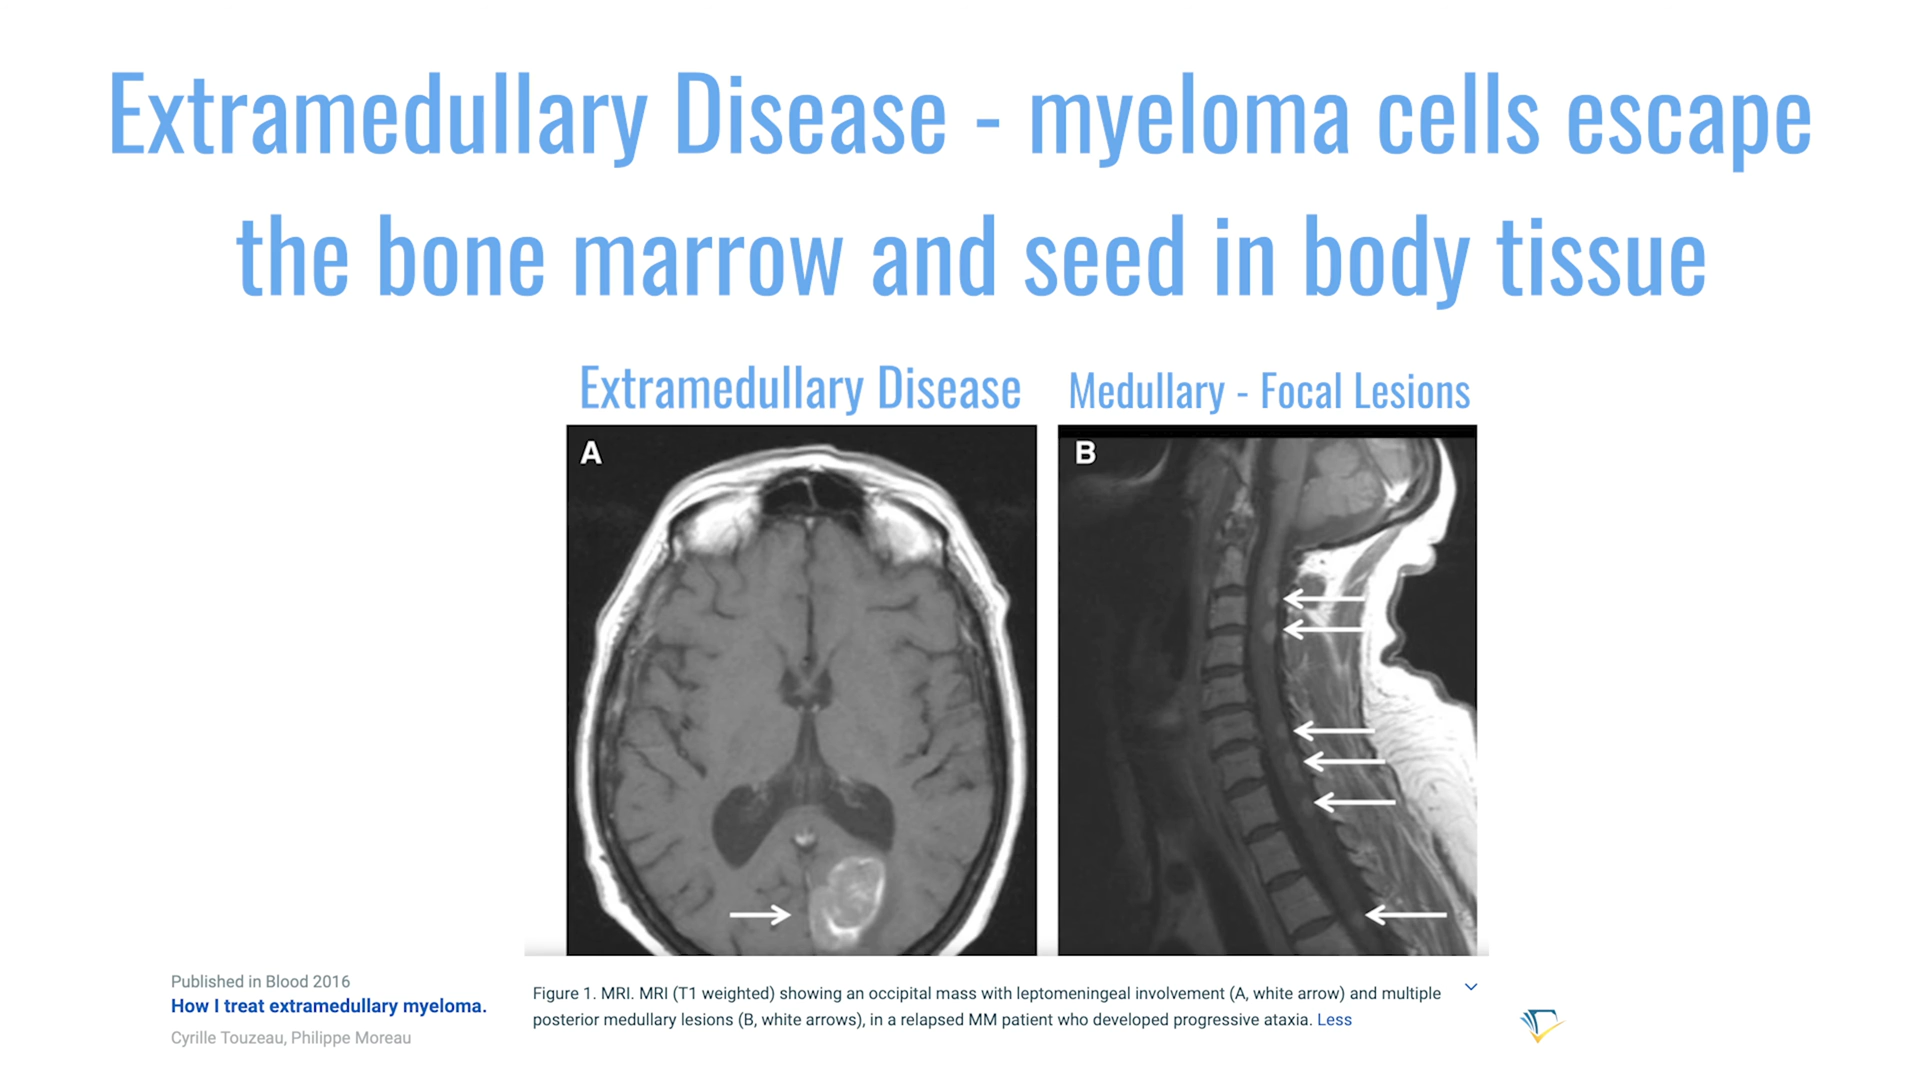 Extramedullary Disease - myeloma cells escape
the bone marrow and seed in body tissue
Extramedullary Disease
Medullary - Focal Lesions
A
B
Published in Blood 2016
How I treat extramedullary myeloma.
Cyrille Touzeau, Philippe Moreau
Figure 1. MRI. MRI (T1 weighted) showing an occipital mass with leptomeningeal involvement (A, white arrow) and multiple
posterior medullary lesions (B, white arrows), in a relapsed MM patient who developed progressive ataxia. Less